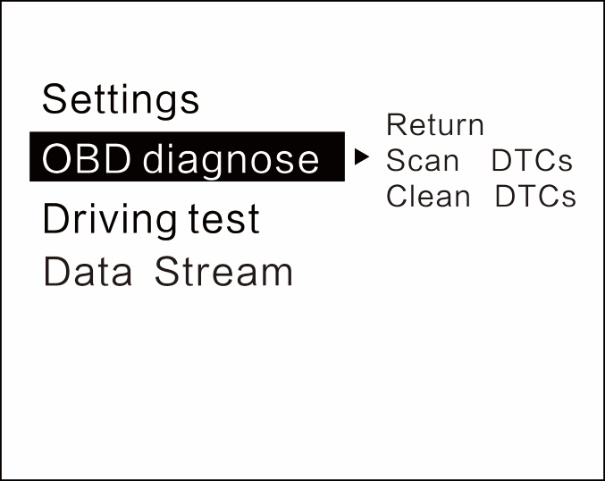 Settings
OBD diagnose
Driving test
Data Stream
Return
Scan DTCs
Clean DTCs